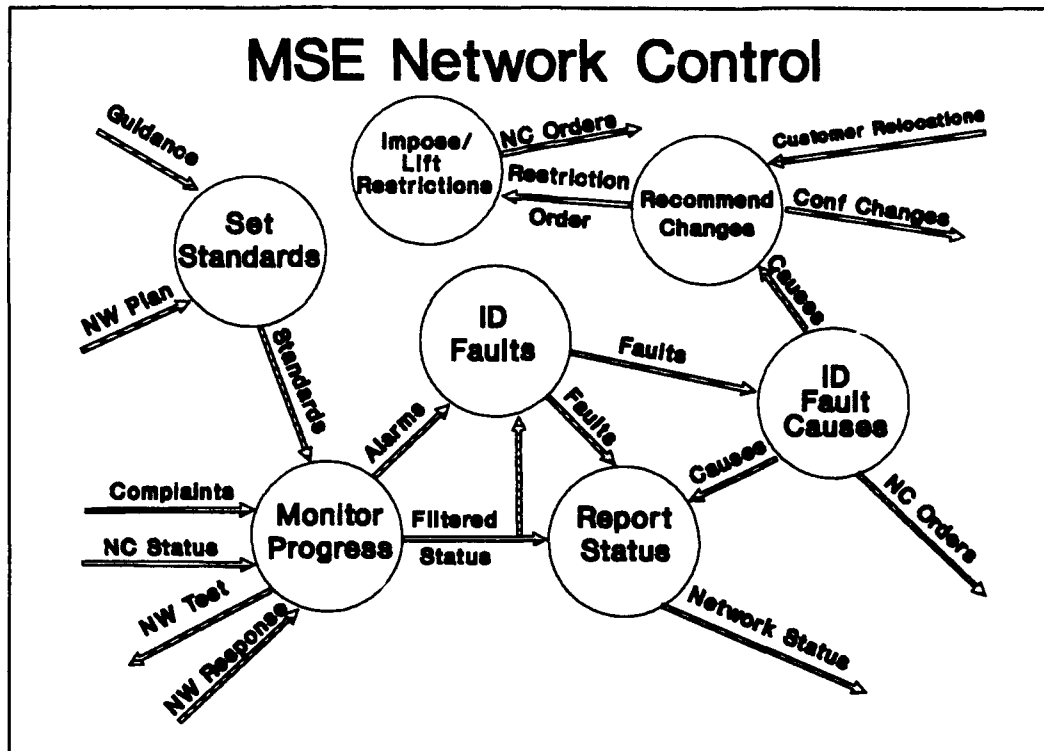 MSE Network Control
Guidance
Set
Standards
NW Plan
Impose/
Lift
Restrictions
NC Orders
Restriction
Order
Customer Relocations
Recommend
Changes
Conf Changes
Causes
Standards
ID
Faults
Faults
Faults
ID
Fault
Causes
Causes
NC Orders
Alarms
Complaints
NC Status
NW Test
NW Response
Monitor
Progress
Filtered
Status
Report
Status
Network Status